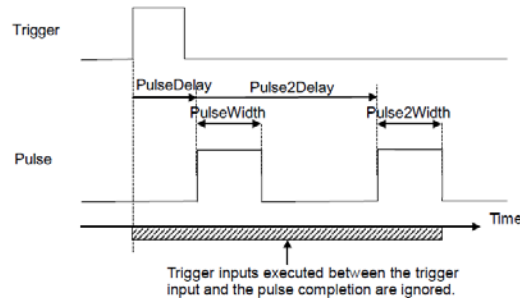 Trigger
PulseDelay
Pulse2Delay
PulseWidth
Pulse2Width
Pulse
Time
Trigger inputs executed between the trigger
input and the pulse completion are ignored.